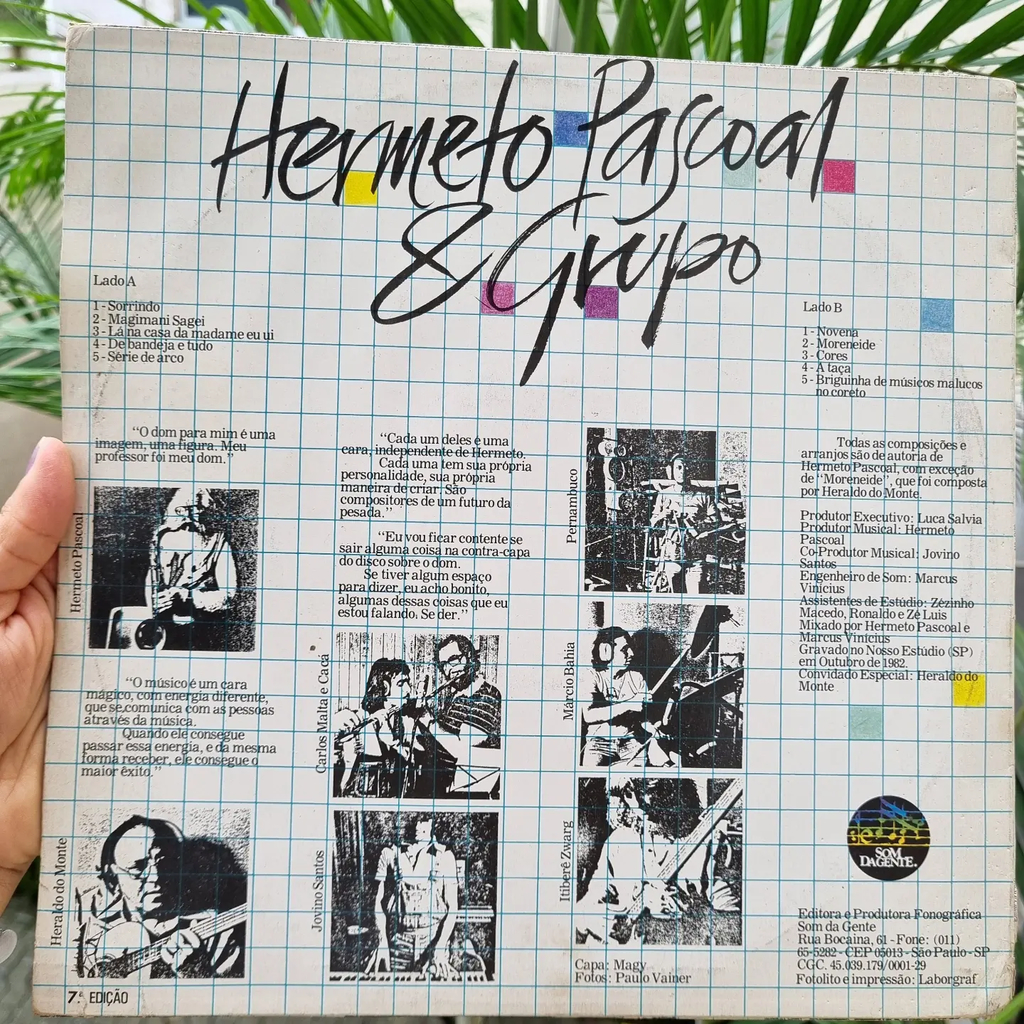 Hermeto Pascoal
& Grupo
Lado A
1 - Sorrindo
2 - Magimani Sagei
3 - Lá na casa da madame eu ui
4 - De bandeja e tudo
5 - Série de arco
Lado B
1 - Novena
2 - Moreneide
3 - Cores
4 - A taça
5 - Briguinha de músicos malucos
no coreto
"O dom para mim é uma
imagem, uma figura. Meu
professor foi meu dom."
Hermeto Pascoal
"O músico é um cara
mágico, com energia diferente,
que se comunica com as pessoas
através da música.
Quando ele consegue
passar essa energia, e da mesma
forma receber, ele consegue o
maior êxito."
Heraldo do Monte
"Cada um deles é uma
cara, independente de Hermeto.
Cada uma tem sua própria
personalidade, sua própria
maneira de criar. São
compositores de um futuro da
pesada."
"Eu vou ficar contente se
sair alguma coisa na contra-capa
do disco sobre o dom.
Se tiver algum espaço
para dizer, eu acho bonito,
algumas dessas coisas que eu
estou falando. Se der."
Carlos Malta e Cacá
Jovino Santos
Pernambuco
Márcio Bahia
Itiberê Zwarg
Capa: Magy
Fotos: Paulo Vainer
Todas as composições e
arranjos são de autoria de
Hermeto Pascoal, com exceção
de "Moreneide", que foi composta
por Heraldo do Monte.
Produtor Executivo: Luca Salvia
Produtor Musical: Hermeto
Pascoal
Co-Produtor Musical: Jovino
Santos
Engenheiro de Som: Marcus
Vinicius
Assistentes de Estúdio: Zézinho
Macedo, Ronaldo e Zé Luis
Mixado por Hermeto Pascoal e
Marcus Vinicius
Gravado no Nosso Estúdio (SP)
em Outubro de 1982.
Convidado Especial: Heraldo do
Monte
SOM
DA GENTE.
Editora e Produtora Fonográfica
Som da Gente
Rua Bocaina, 61 - Fone: (011)
65-5282 - CEP 05013 - São Paulo - SP
CGC. 45.039.179/0001-29
Fotolito e impressão: Laborgraf
7ª EDIÇÃO